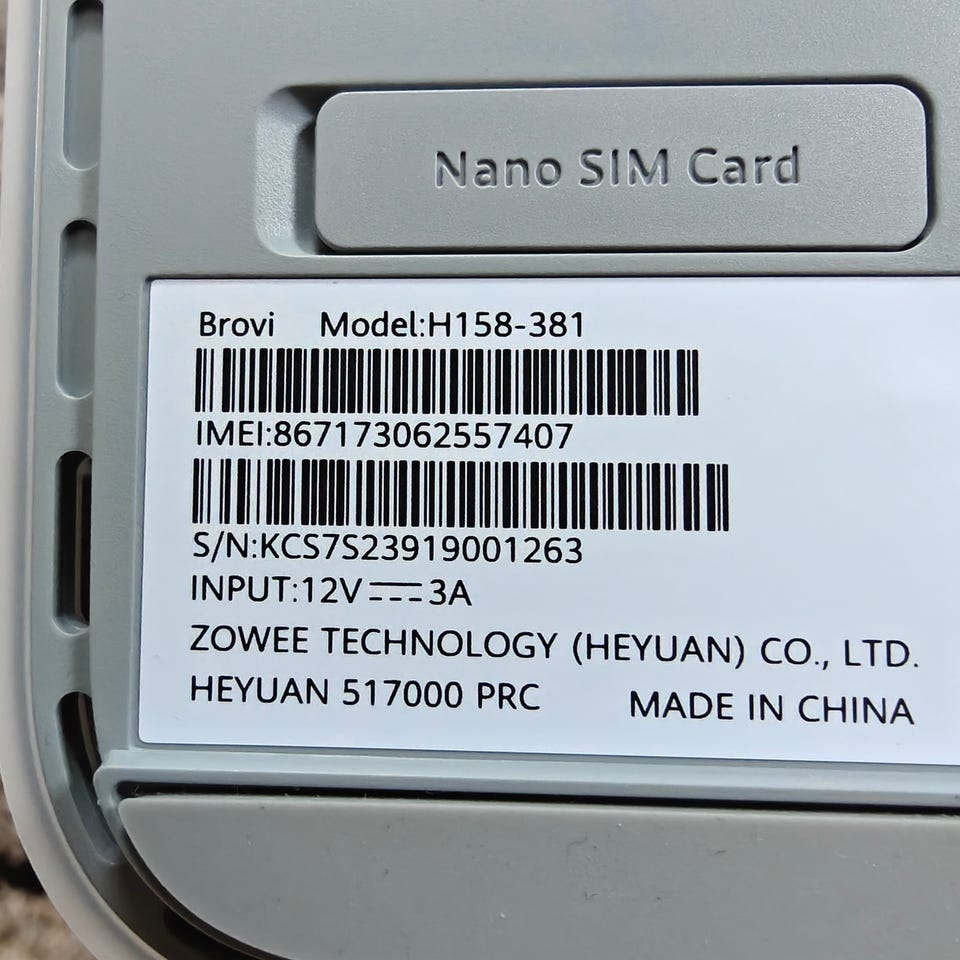 Nano SIM Card
Brovi Model:H158-381
IMEI:867173062557407
S/N:KCS7S23919001263
INPUT:12V⎓3A
ZOWEE TECHNOLOGY (HEYUAN) CO., LTD.
HEYUAN 517000 PRC MADE IN CHINA